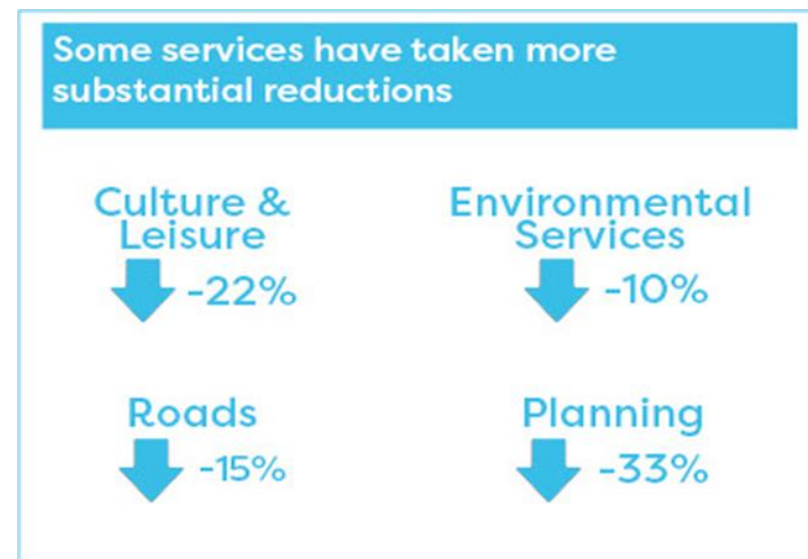 Some services have taken more
substantial reductions
Culture &
Leisure
-22%
Environmental
Services
-10%
Roads
-15%
Planning
-33%